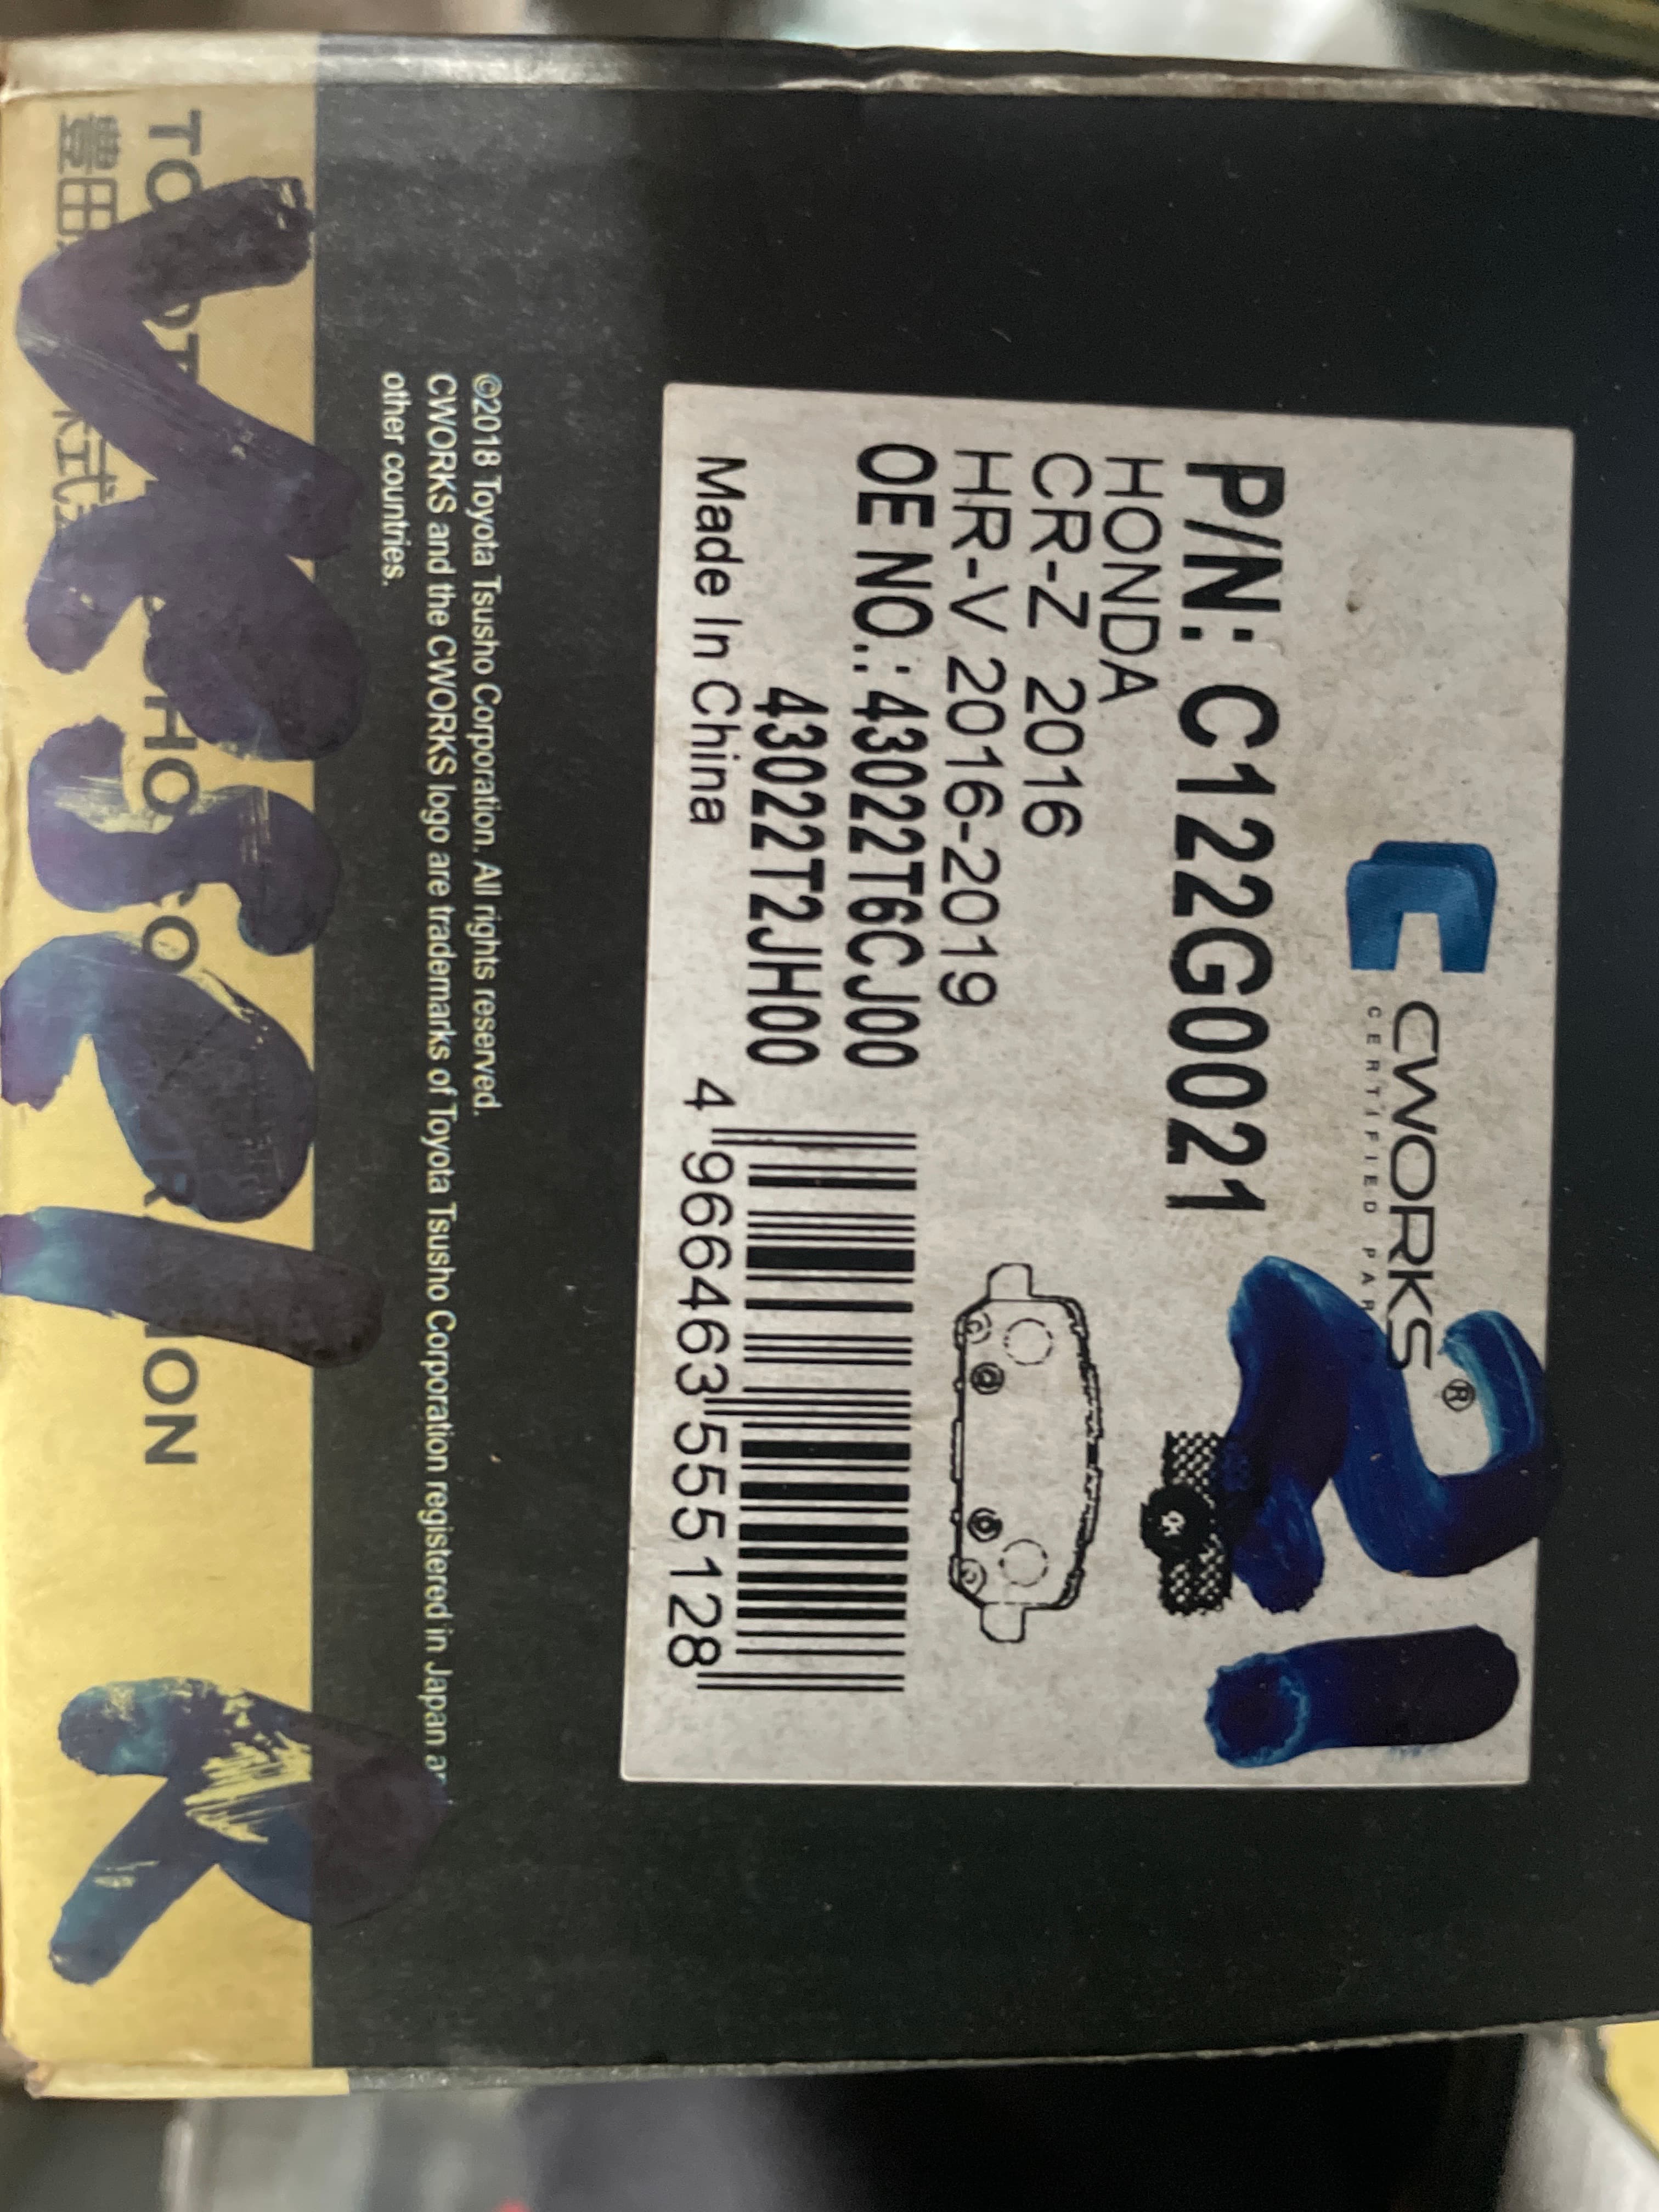 CWORKS®
CERTIFIED PAR
P/N: C122G0021
HONDA
CR-Z 2016
HR-V 2016-2019
OE NO.: 43022T6CJ00
43022T2JH00
Made In China
4 966463 555128
©2018 Toyota Tsusho Corporation. All rights reserved.
CWORKS and the CWORKS logo are trademarks of Toyota Tsusho Corporation registered in Japan an
other countries.